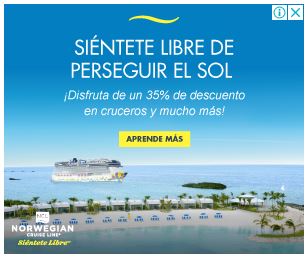 SIÉNTETE LIBRE DE
PERSEGUIR EL SOL
¡Disfruta de un 35% de descuento
en cruceros y mucho más!
APRENDE MÁS
NCL
NORWEGIAN
CRUISE LINE®
Siéntete Libre™